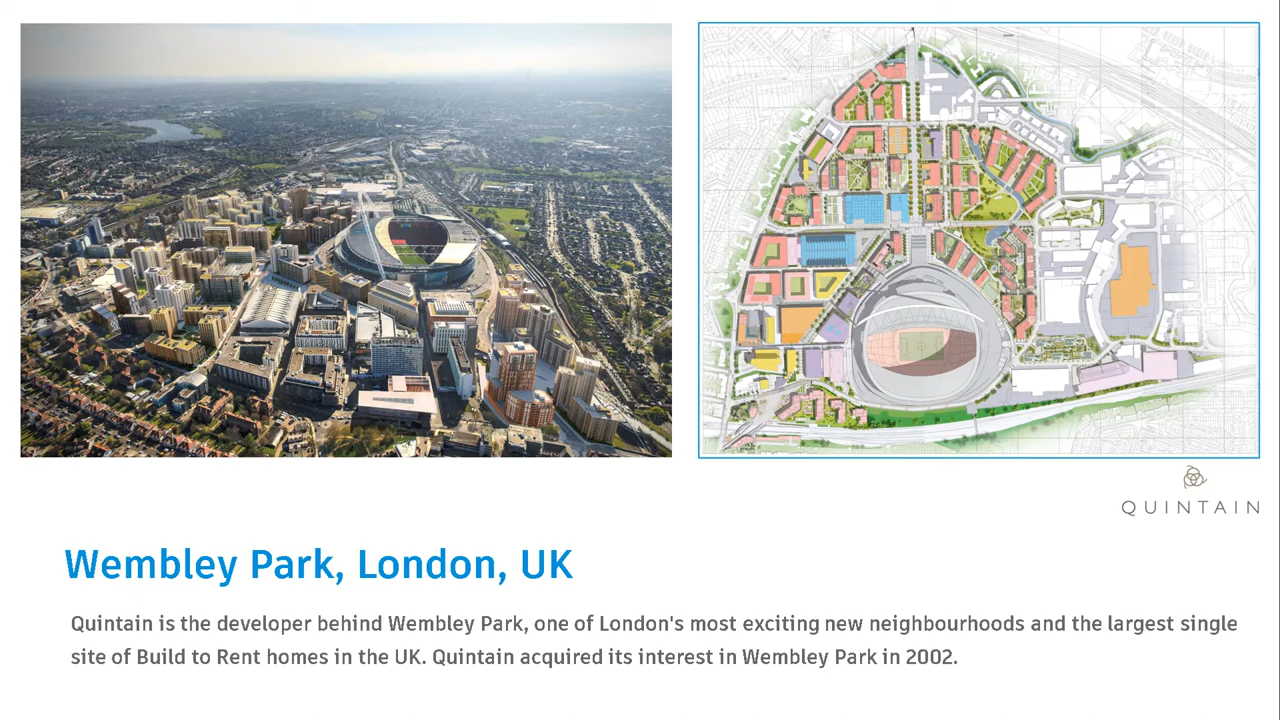 QUINTAIN
Wembley Park, London, UK
Quintain is the developer behind Wembley Park, one of London's most exciting new neighbourhoods and the largest single
site of Build to Rent homes in the UK. Quintain acquired its interest in Wembley Park in 2002.